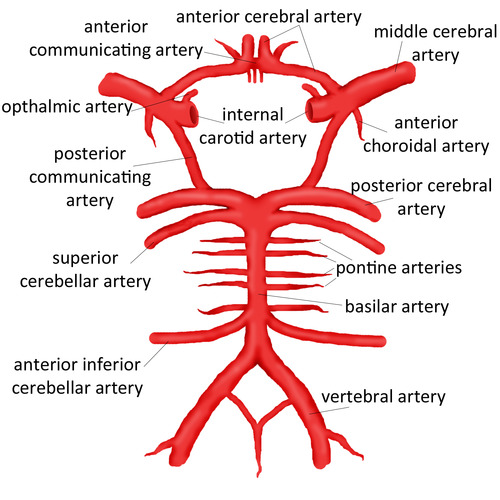 anterior
communicating artery
anterior cerebral artery
middle cerebral
artery
opthalmic artery
internal
carotid artery
anterior
choroidal artery
posterior
communicating
artery
posterior cerebral
artery
superior
cerebellar artery
pontine arteries
basilar artery
anterior inferior
cerebellar artery
vertebral artery